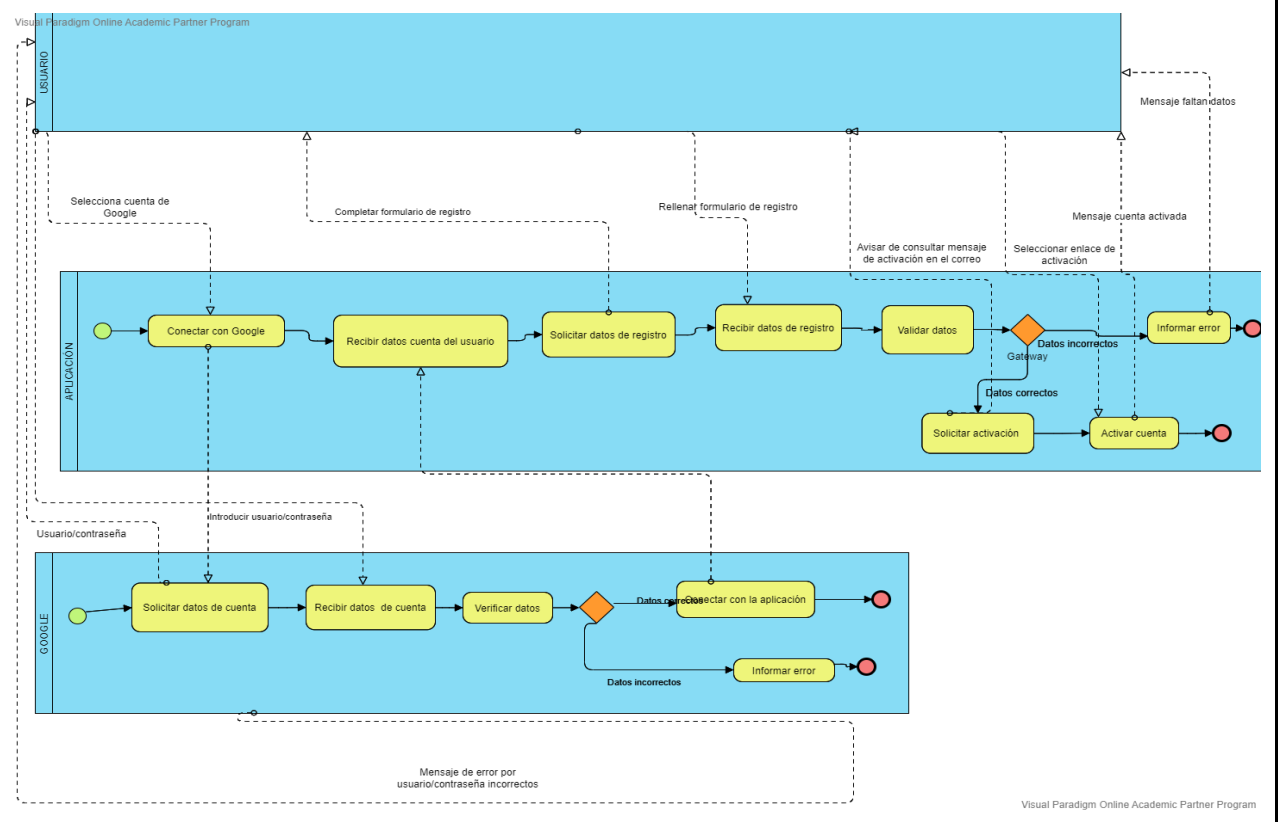 Visual Paradigm Online Academic Partner Program
USUARIO
Mensaje faltan datos
Selecciona cuenta de
Google
Completar formulario de registro
Rellenar formulario de registro
Mensaje cuenta activada
Avisar de consultar mensaje
de activación en el correo
Seleccionar enlace de
activación
APLICACIÓN
Conectar con Google
Recibir datos cuenta del usuario
Solicitar datos de registro
Recibir datos de registro
Validar datos
Gateway
Datos incorrectos
Informar error
Datos correctos
Solicitar activación
Activar cuenta
Introducir usuario/contraseña
Usuario/contraseña
GOOGLE
Solicitar datos de cuenta
Recibir datos de cuenta
Verificar datos
Datos correctos
Conectar con la aplicación
Datos incorrectos
Informar error
Mensaje de error por
usuario/contraseña incorrectos
Visual Paradigm Online Academic Partner Program